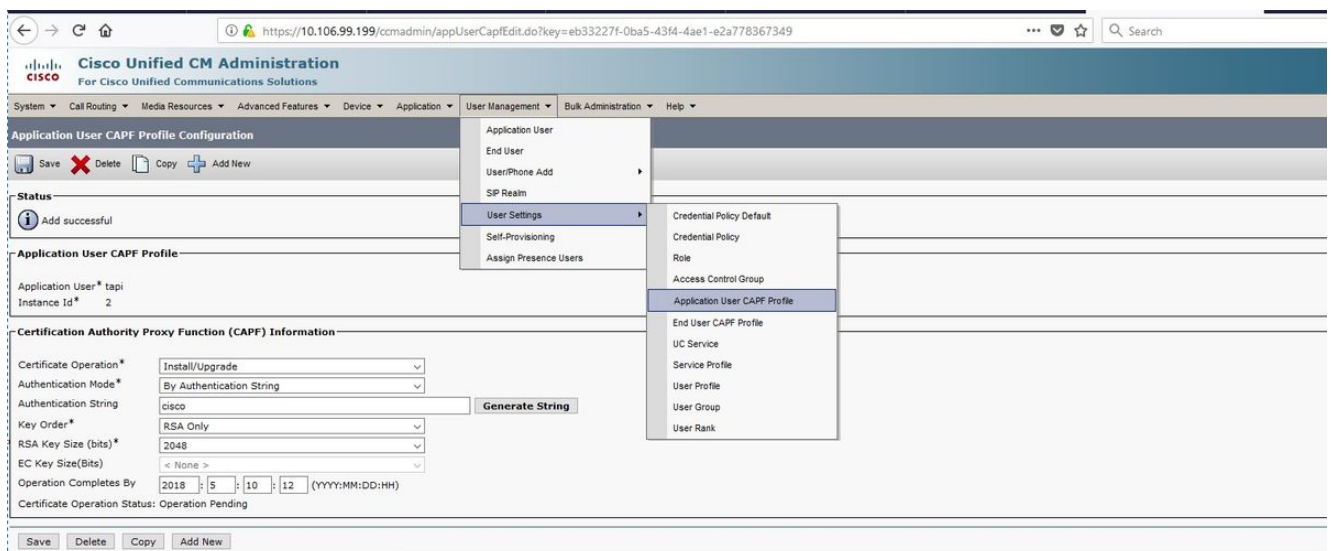 https://10.106.99.199/ccmadmin/appUserCapfEdit.do?key=eb33227f-0ba5-43f4-4ae1-e2a778367349
Search
CISCO
Cisco Unified CM Administration
For Cisco Unified Communications Solutions
System Call Routing Media Resources Advanced Features Device Application User Management Bulk Administration Help
Application User CAPF Profile Configuration
Save Delete Copy Add New
Application User
End User
User/Phone Add
SIP Realm
User Settings
Self-Provisioning
Assign Presence Users
Credential Policy Default
Credential Policy
Role
Access Control Group
Application User CAPF Profile
End User CAPF Profile
UC Service
Service Profile
User Profile
User Group
User Rank
Status
Add successful
Application User CAPF Profile
Application User* tapi
Instance Id* 2
Certification Authority Proxy Function (CAPF) Information
Certificate Operation* Install/Upgrade
Authentication Mode* By Authentication String
Authentication String cisco Generate String
Key Order* RSA Only
RSA Key Size (bits)* 2048
EC Key Size(Bits) < None >
Operation Completes By 2018 : 5 : 10 : 12 (YYYY:MM:DD:HH)
Certificate Operation Status: Operation Pending
Save Delete Copy Add New